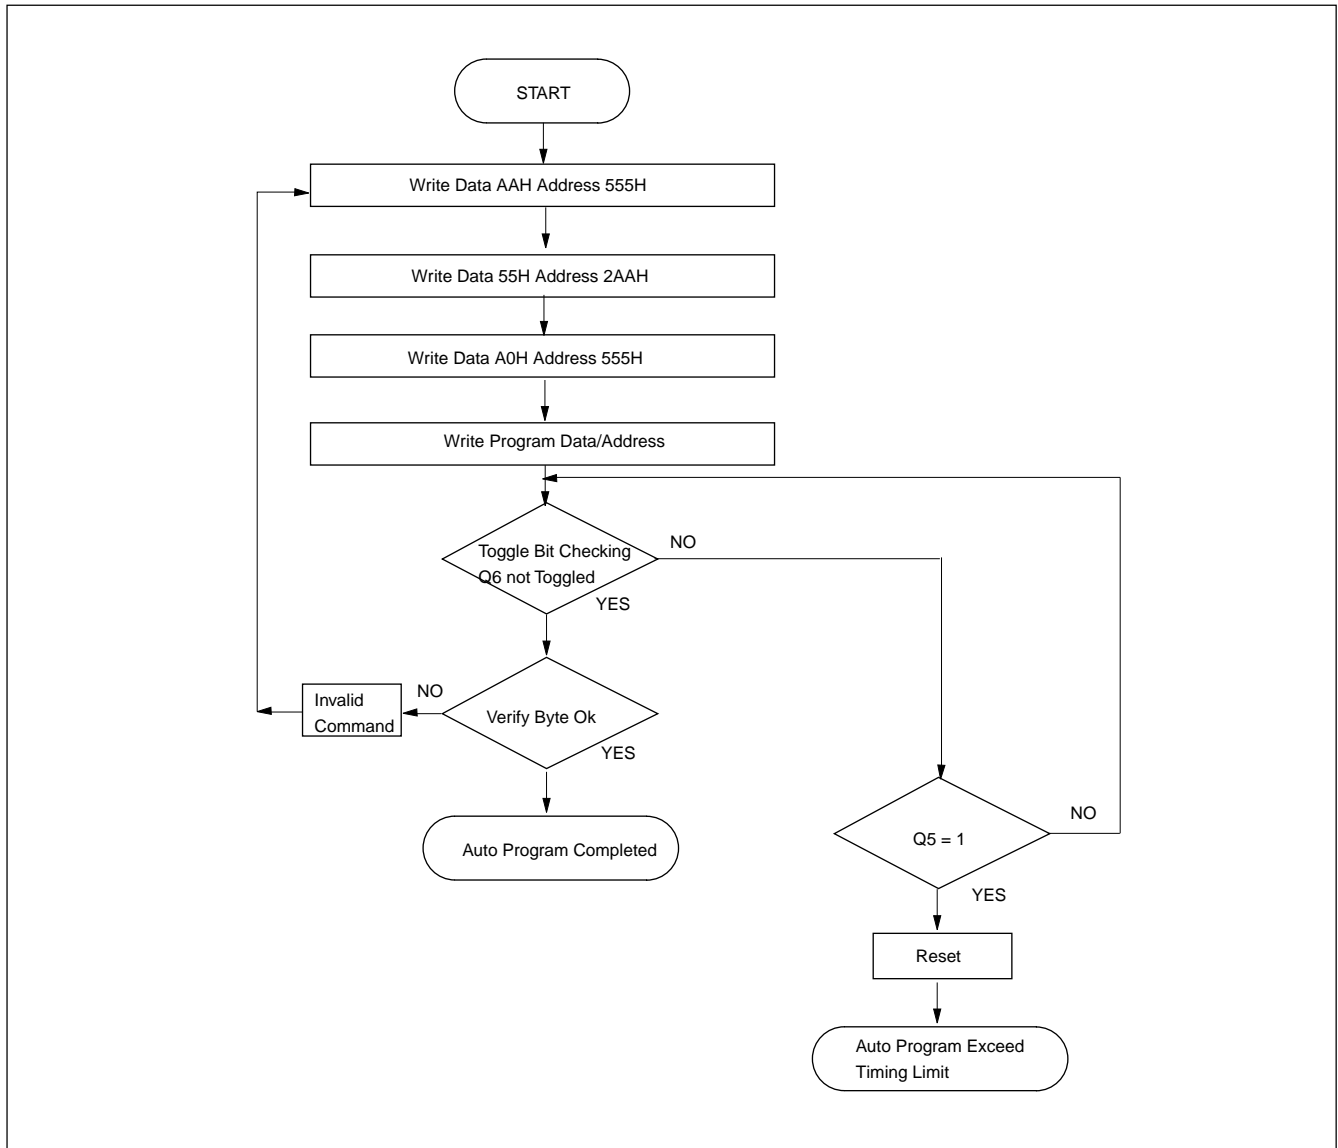 START
Write Data AAH Address 555H
Write Data 55H Address 2AAH
Write Data A0H Address 555H
Write Program Data/Address
Toggle Bit Checking
Q6 not Toggled
NO
YES
Invalid
Command
NO
Verify Byte Ok
YES
Auto Program Completed
Q5 = 1
NO
YES
Reset
Auto Program Exceed
Timing Limit